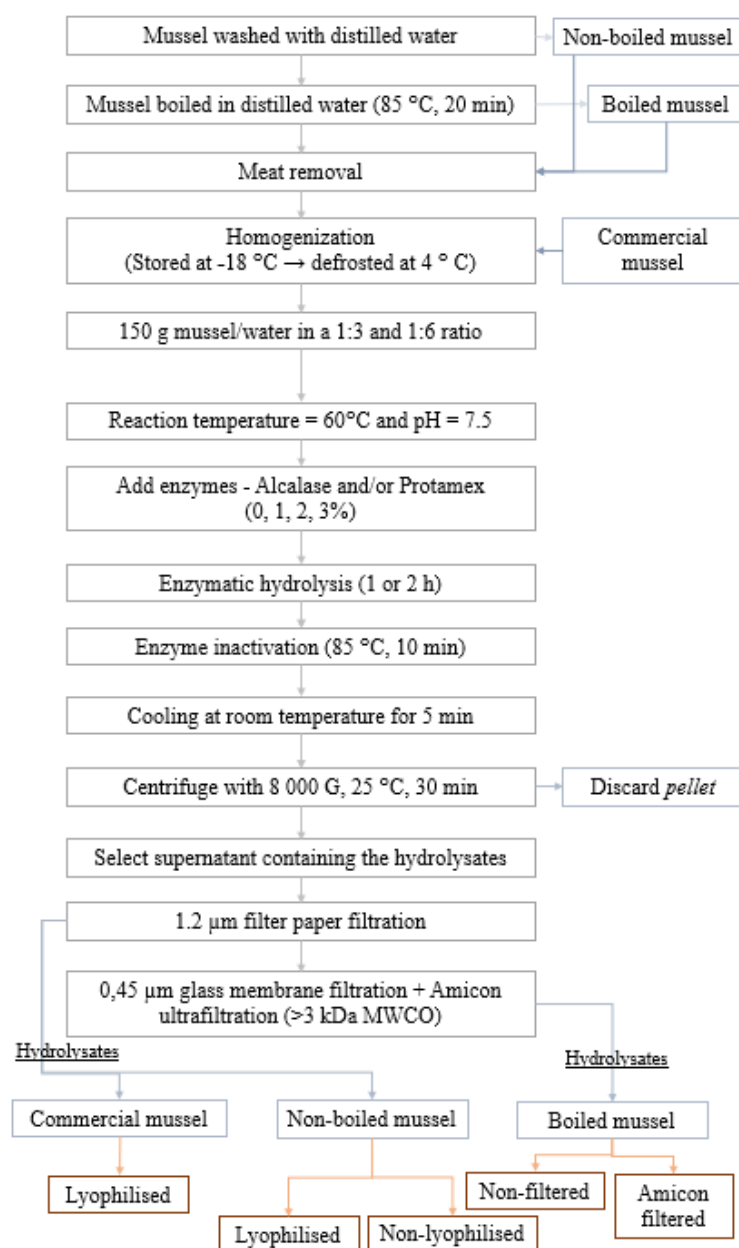 Mussel washed with distilled water
Non-boiled mussel
Mussel boiled in distilled water (85 °C, 20 min)
Boiled mussel
Meat removal
Homogenization
(Stored at -18 °C → defrosted at 4 ° C)
Commercial
mussel
150 g mussel/water in a 1:3 and 1:6 ratio
Reaction temperature = 60°C and pH = 7.5
Add enzymes - Alcalase and/or Protamex
(0, 1, 2, 3%)
Enzymatic hydrolysis (1 or 2 h)
Enzyme inactivation (85 °C, 10 min)
Cooling at room temperature for 5 min
Centrifuge with 8 000 G, 25 °C, 30 min
Discard pellet
Select supernatant containing the hydrolysates
1.2 µm filter paper filtration
0,45 µm glass membrane filtration + Amicon
ultrafiltration (>3 kDa MWCO)
Hydrolysates
Hydrolysates
Commercial mussel
Non-boiled mussel
Boiled mussel
Lyophilised
Lyophilised
Non-lyophilised
Non-filtered
Amicon
filtered